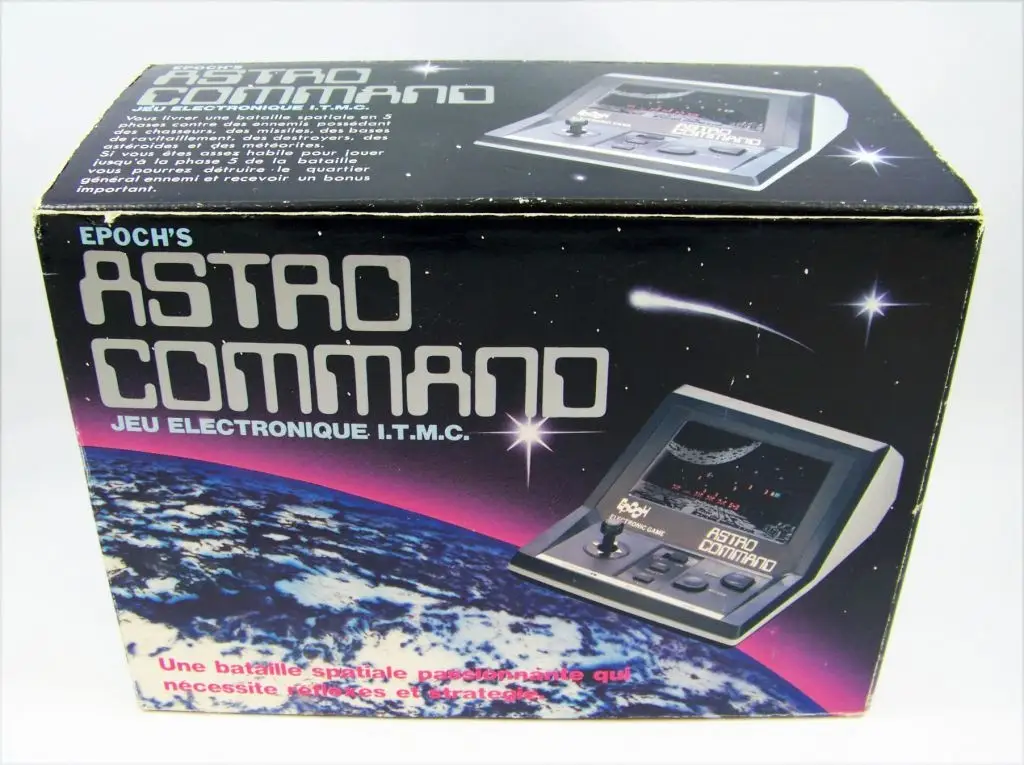 EPOCH'S
ASTRO
COMMAND
JEU ELECTRONIQUE I.T.M.C.
Vous livrer une bataille spatiale en 5
phases contre des ennemis possédant
des chasseurs, des missiles, des bases
de ravitaillement, des destroyers, des
astéroides et des météorites.
Si vous êtes assez habile pour jouer
jusqu'à la phase 5 de la bataille
vous pourrez détruire le quartier
général ennemi et recevoir un bonus
important.
EPOCH
ASTRO
COMMAND
EPOCH'S
ASTRO
COMMAND
JEU ELECTRONIQUE I.T.M.C.
EPOCH
ELECTRONIC GAME
ASTRO
COMMAND
Une bataille spatiale passionnante qui
nécessite réflexes et stratégie.